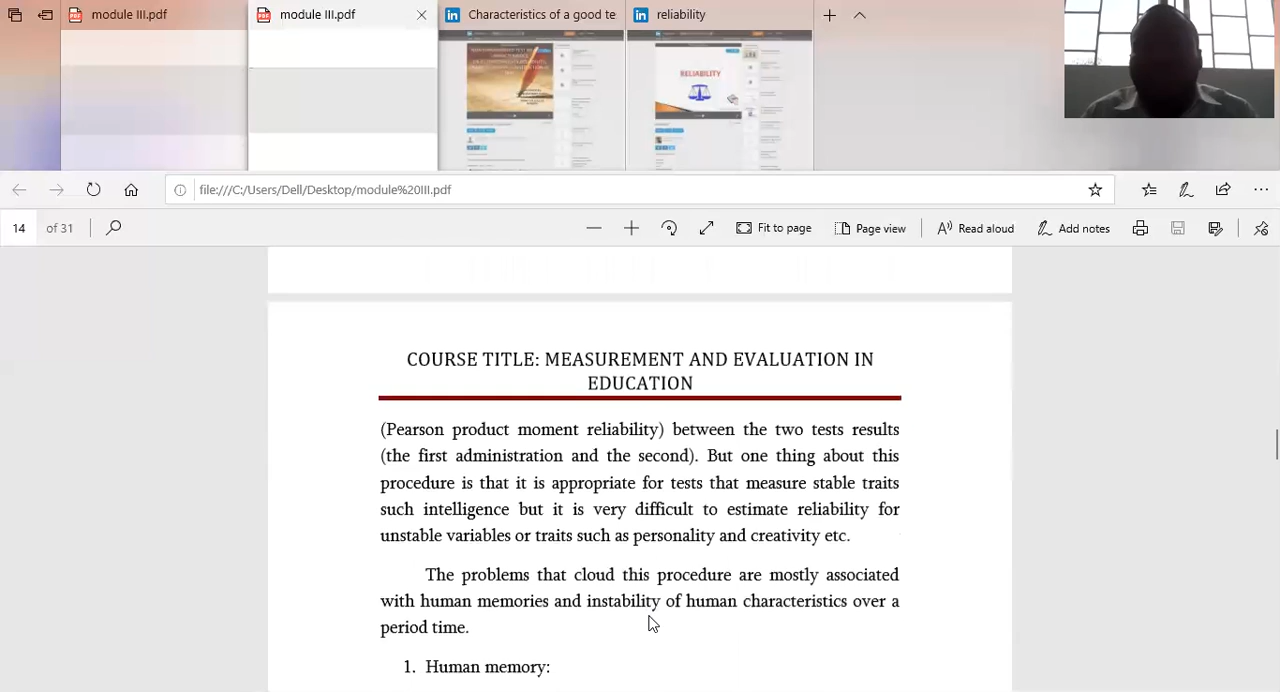 module III.pdf
module III.pdf
Characteristics of a good te
reliability
RELIABILITY
file:///C:/Users/Dell/Desktop/module%20III.pdf
14 of 31
Fit to page
Page view
Read aloud
Add notes
COURSE TITLE: MEASUREMENT AND EVALUATION IN
EDUCATION
(Pearson product moment reliability) between the two tests results
(the first administration and the second). But one thing about this
procedure is that it is appropriate for tests that measure stable traits
such intelligence but it is very difficult to estimate reliability for
unstable variables or traits such as personality and creativity etc.
The problems that cloud this procedure are mostly associated
with human memories and instability of human characteristics over a
period time.
1. Human memory: